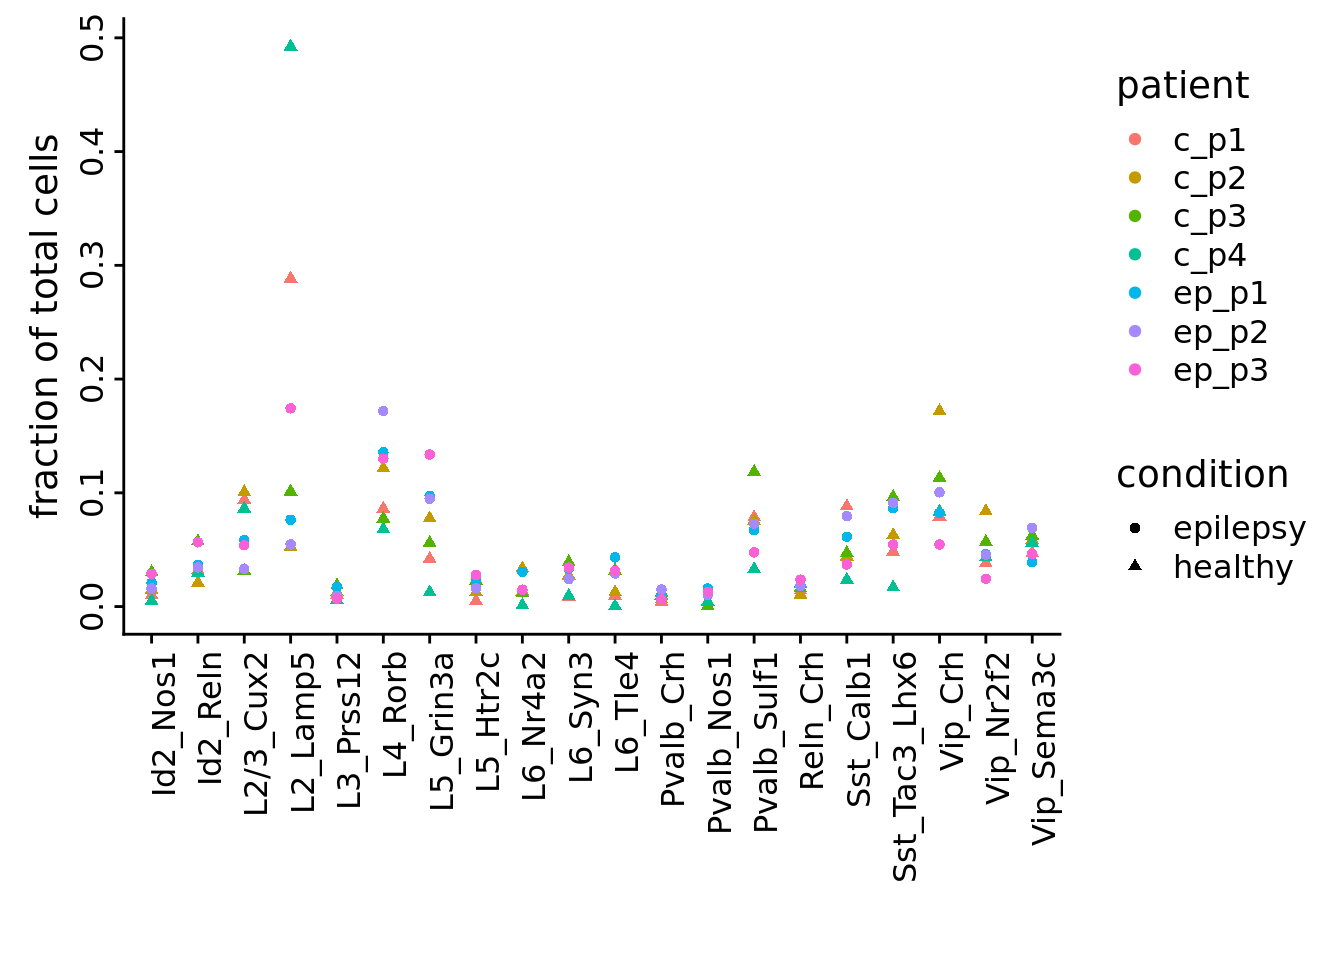 fraction of total cells
0.5
0.4
0.3
0.2
0.1
0.0
Id2_Nos1
Id2_Reln
L2/3_Cux2
L2_Lamp5
L3_Prss12
L4_Rorb
L5_Grin3a
L5_Htr2c
L6_Nr4a2
L6_Syn3
L6_Tle4
Pvalb_Crh
Pvalb_Nos1
Pvalb_Sulf1
Reln_Crh
Sst_Calb1
Sst_Tac3_Lhx6
Vip_Crh
Vip_Nr2f2
Vip_Sema3c
patient
c_p1
c_p2
c_p3
c_p4
ep_p1
ep_p2
ep_p3
condition
epilepsy
healthy